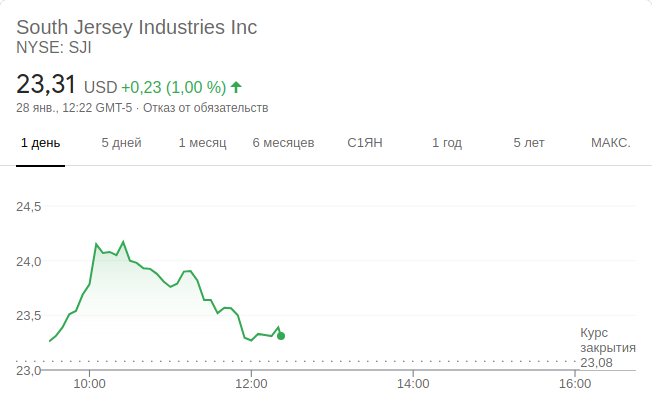 South Jersey Industries Inc
NYSE: SJI
23,31 USD +0,23 (1,00 %)
28 янв., 12:22 GMT-5 · Отказ от обязательств
1 день 5 дней 1 месяц 6 месяцев С1ЯН 1 год 5 лет МАКС.
24,5
24,0
23,5
Курс
закрытия
23,08
23,0
10:00 12:00 14:00 16:00